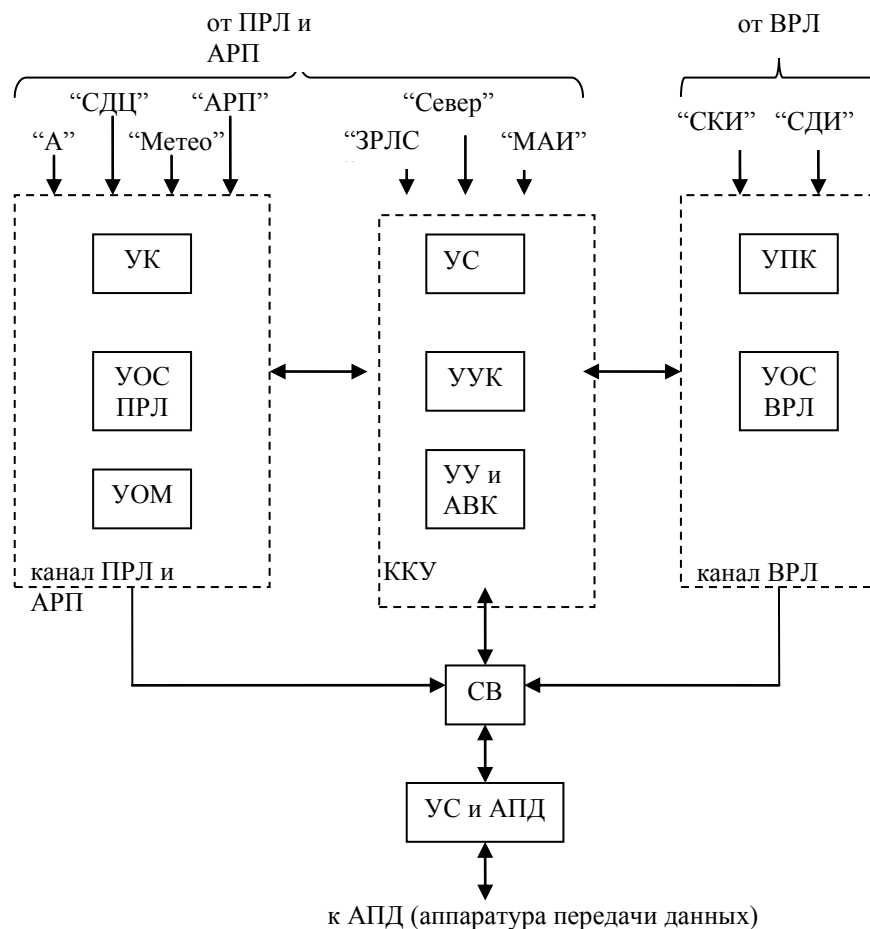 от ПРЛ и
АРП
от ВРЛ
“СДЦ”
“АРП”
“Север”
“А”
“Метео”
“ЗРЛС
“МАИ”
“СКИ”
“СДИ”
УК
УС
УПК
УОС
ПРЛ
УУК
УОС
ВРЛ
УОМ
УУ и
АВК
канал ПРЛ и
АРП
ККУ
канал ВРЛ
СВ
УС и АПД
к АПД (аппаратура передачи данных)